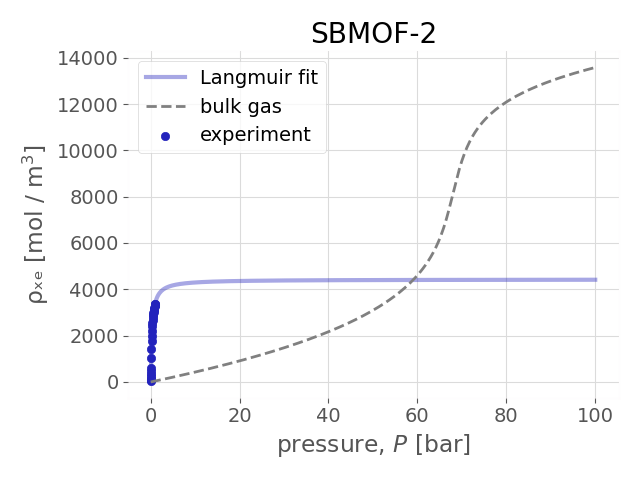 SBMOF-2
14000
12000
10000
8000
6000
4000
2000
0
ρₓₑ [mol / m³]
Langmuir fit
bulk gas
experiment
0 20 40 60 80 100
pressure, P [bar]